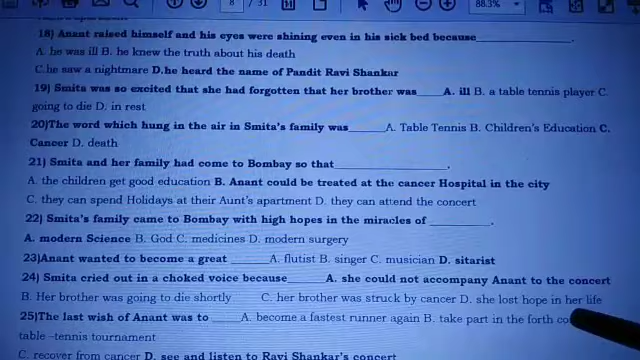 8 / 31 88.3%
18) Anant raised himself and his eyes were shining even in his sick bed because______________.
A. he was ill B. he knew the truth about his death
C.he saw a nightmare D.he heard the name of Pandit Ravi Shankar
19) Smita was so excited that she had forgotten that her brother was____A. ill B. a table tennis player C.
going to die D. in rest
20)The word which hung in the air in Smita's family was_____A. Table Tennis B. Children's Education C.
Cancer D. death
21) Smita and her family had come to Bombay so that________________.
A. the children get good education B. Anant could be treated at the cancer Hospital in the city
C. they can spend Holidays at their Aunt's apartment D. they can attend the concert
22) Smita's family came to Bombay with high hopes in the miracles of _________.
A. modern Science B. God C. medicines D. modern surgery
23)Anant wanted to become a great ______A. flutist B. singer C. musician D. sitarist
24) Smita cried out in a choked voice because______A. she could not accompany Anant to the concert
B. Her brother was going to die shortly C. her brother was struck by cancer D. she lost hope in her life
25)The last wish of Anant was to ____A. become a fastest runner again B. take part in the forth
table –tennis tournament
C. recover from cancer D. see and listen to Ravi Shankar's concert